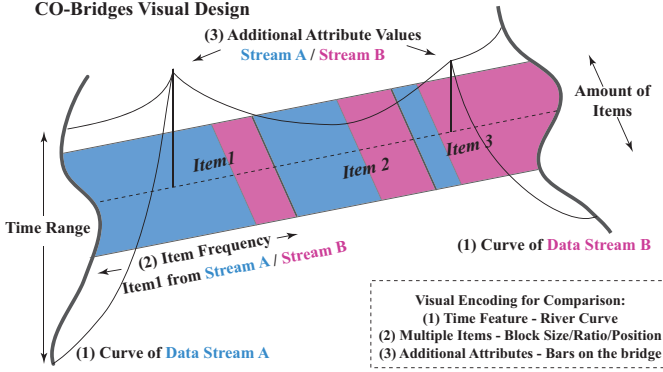 CO-Bridges Visual Design
(3) Additional Attribute Values
Stream A / Stream B
Amount of
Items
Item1
Item 2
Item 3
Time Range
(2) Item Frequency
Item1 from Stream A / Stream B
(1) Curve of Data Stream B
(1) Curve of Data Stream A
Visual Encoding for Comparison:
(1) Time Feature - River Curve
(2) Multiple Items - Block Size/Ratio/Position
(3) Additional Attributes - Bars on the bridge